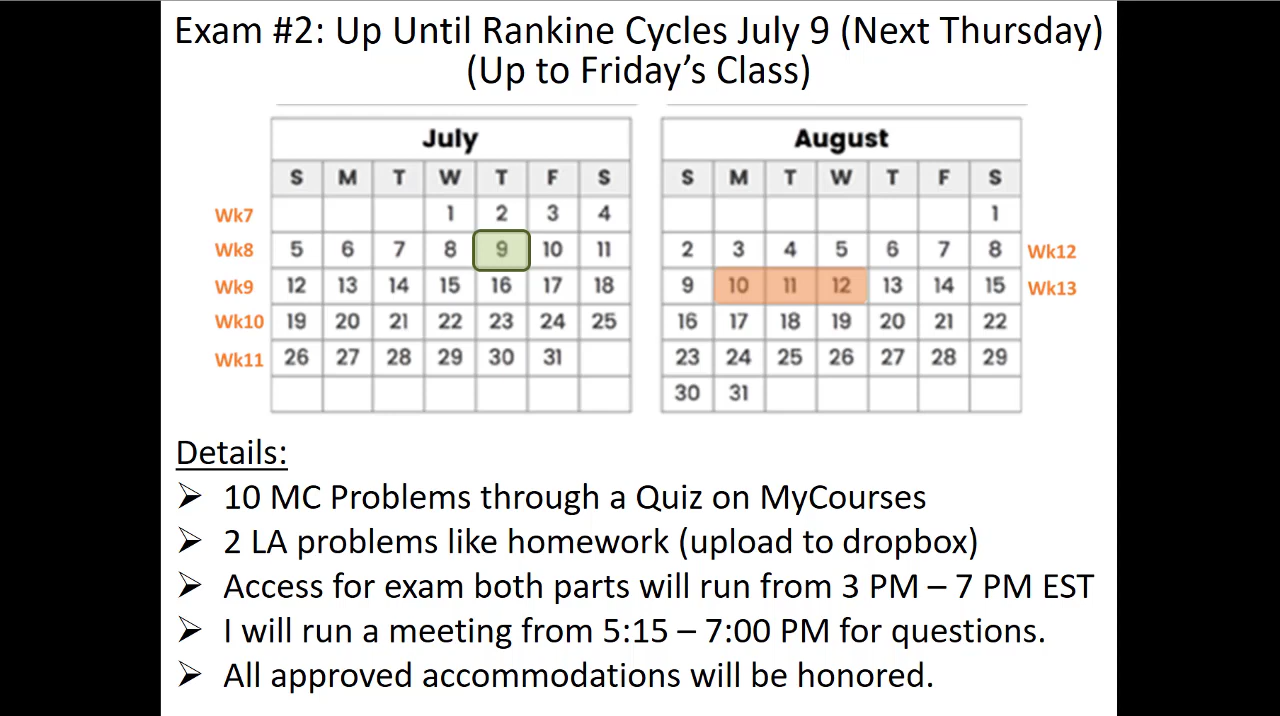 Exam #2: Up Until Rankine Cycles July 9 (Next Thursday)
(Up to Friday's Class)
July
S M T W T F S
Wk7 1 2 3 4
Wk8 5 6 7 8 9 10 11
Wk9 12 13 14 15 16 17 18
Wk10 19 20 21 22 23 24 25
Wk11 26 27 28 29 30 31
August
S M T W T F S
1
2 3 4 5 6 7 8 Wk12
9 10 11 12 13 14 15 Wk13
16 17 18 19 20 21 22
23 24 25 26 27 28 29
30 31
Details:
➢ 10 MC Problems through a Quiz on MyCourses
➢ 2 LA problems like homework (upload to dropbox)
➢ Access for exam both parts will run from 3 PM – 7 PM EST
➢ I will run a meeting from 5:15 – 7:00 PM for questions.
➢ All approved accommodations will be honored.